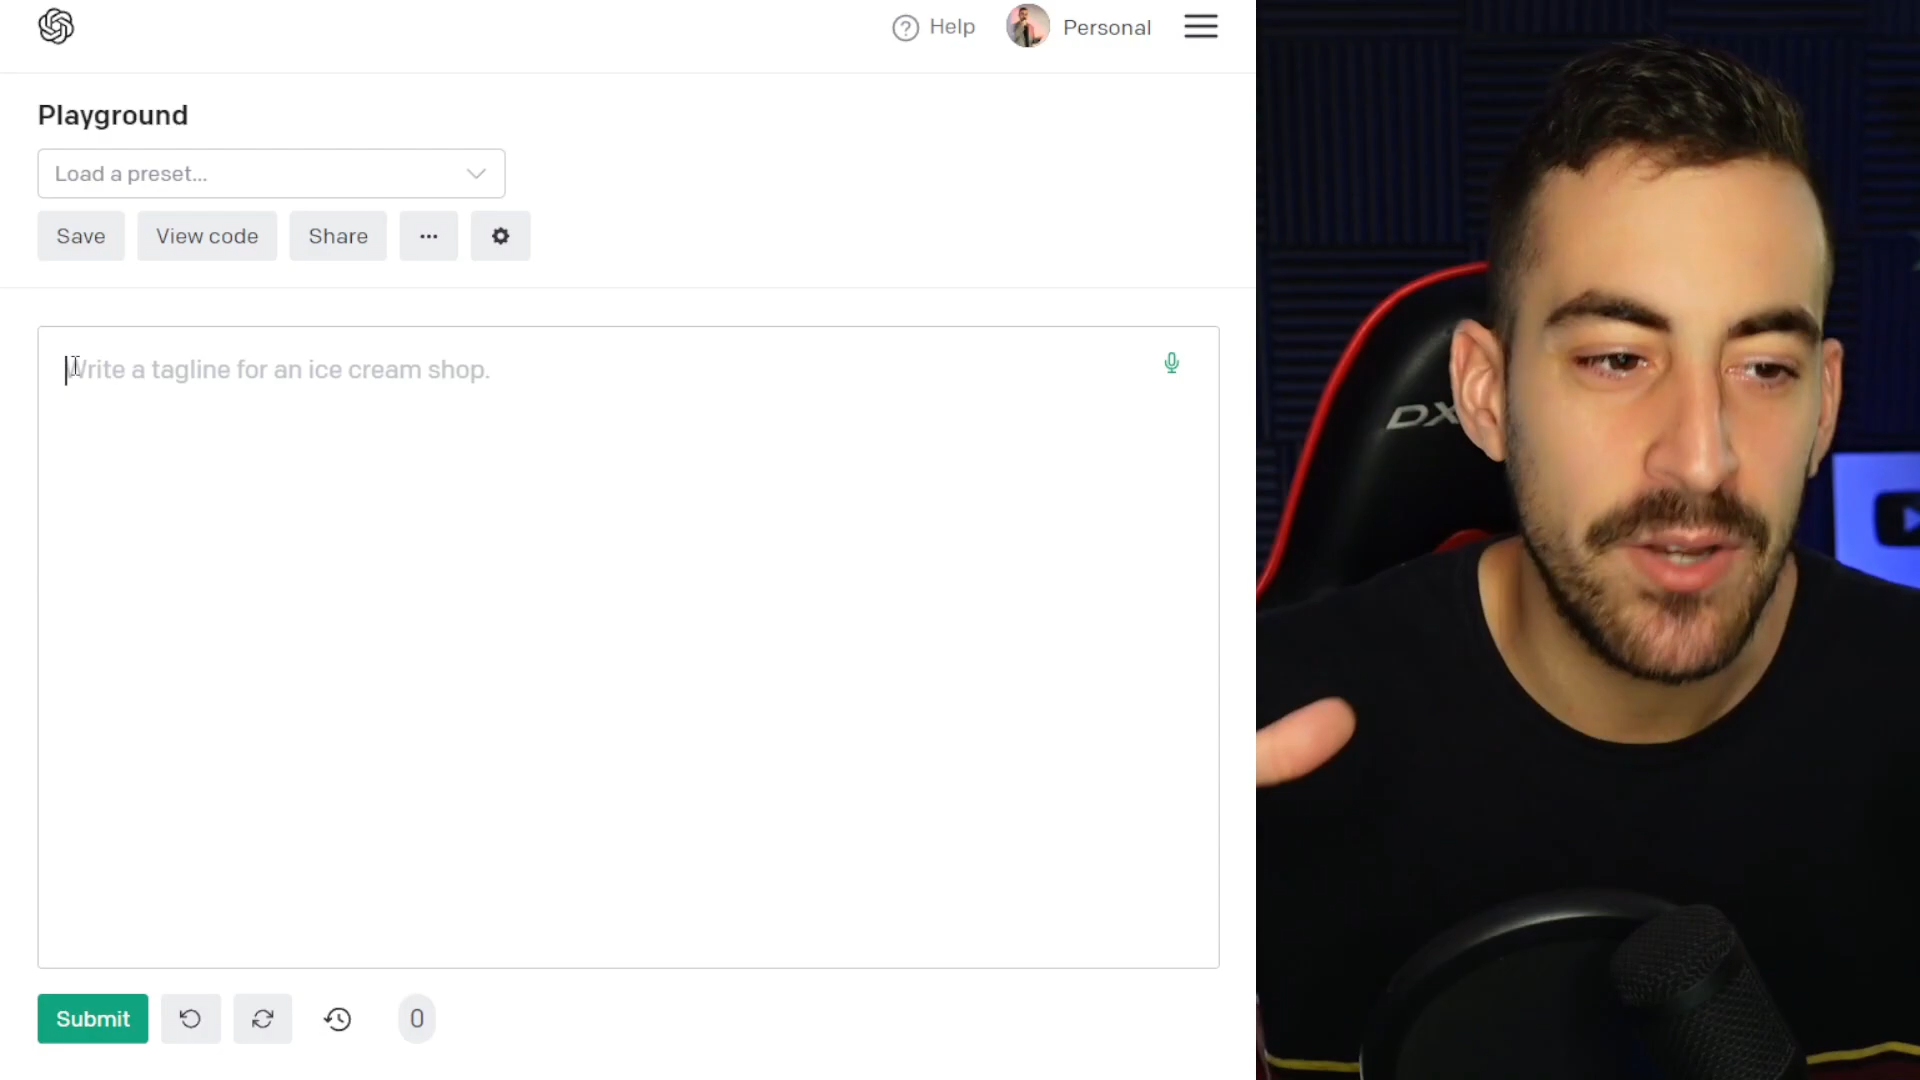 Help Personal
Playground
Load a preset...
Save View code Share ...
Write a tagline for an ice cream shop.
DX
Submit 0